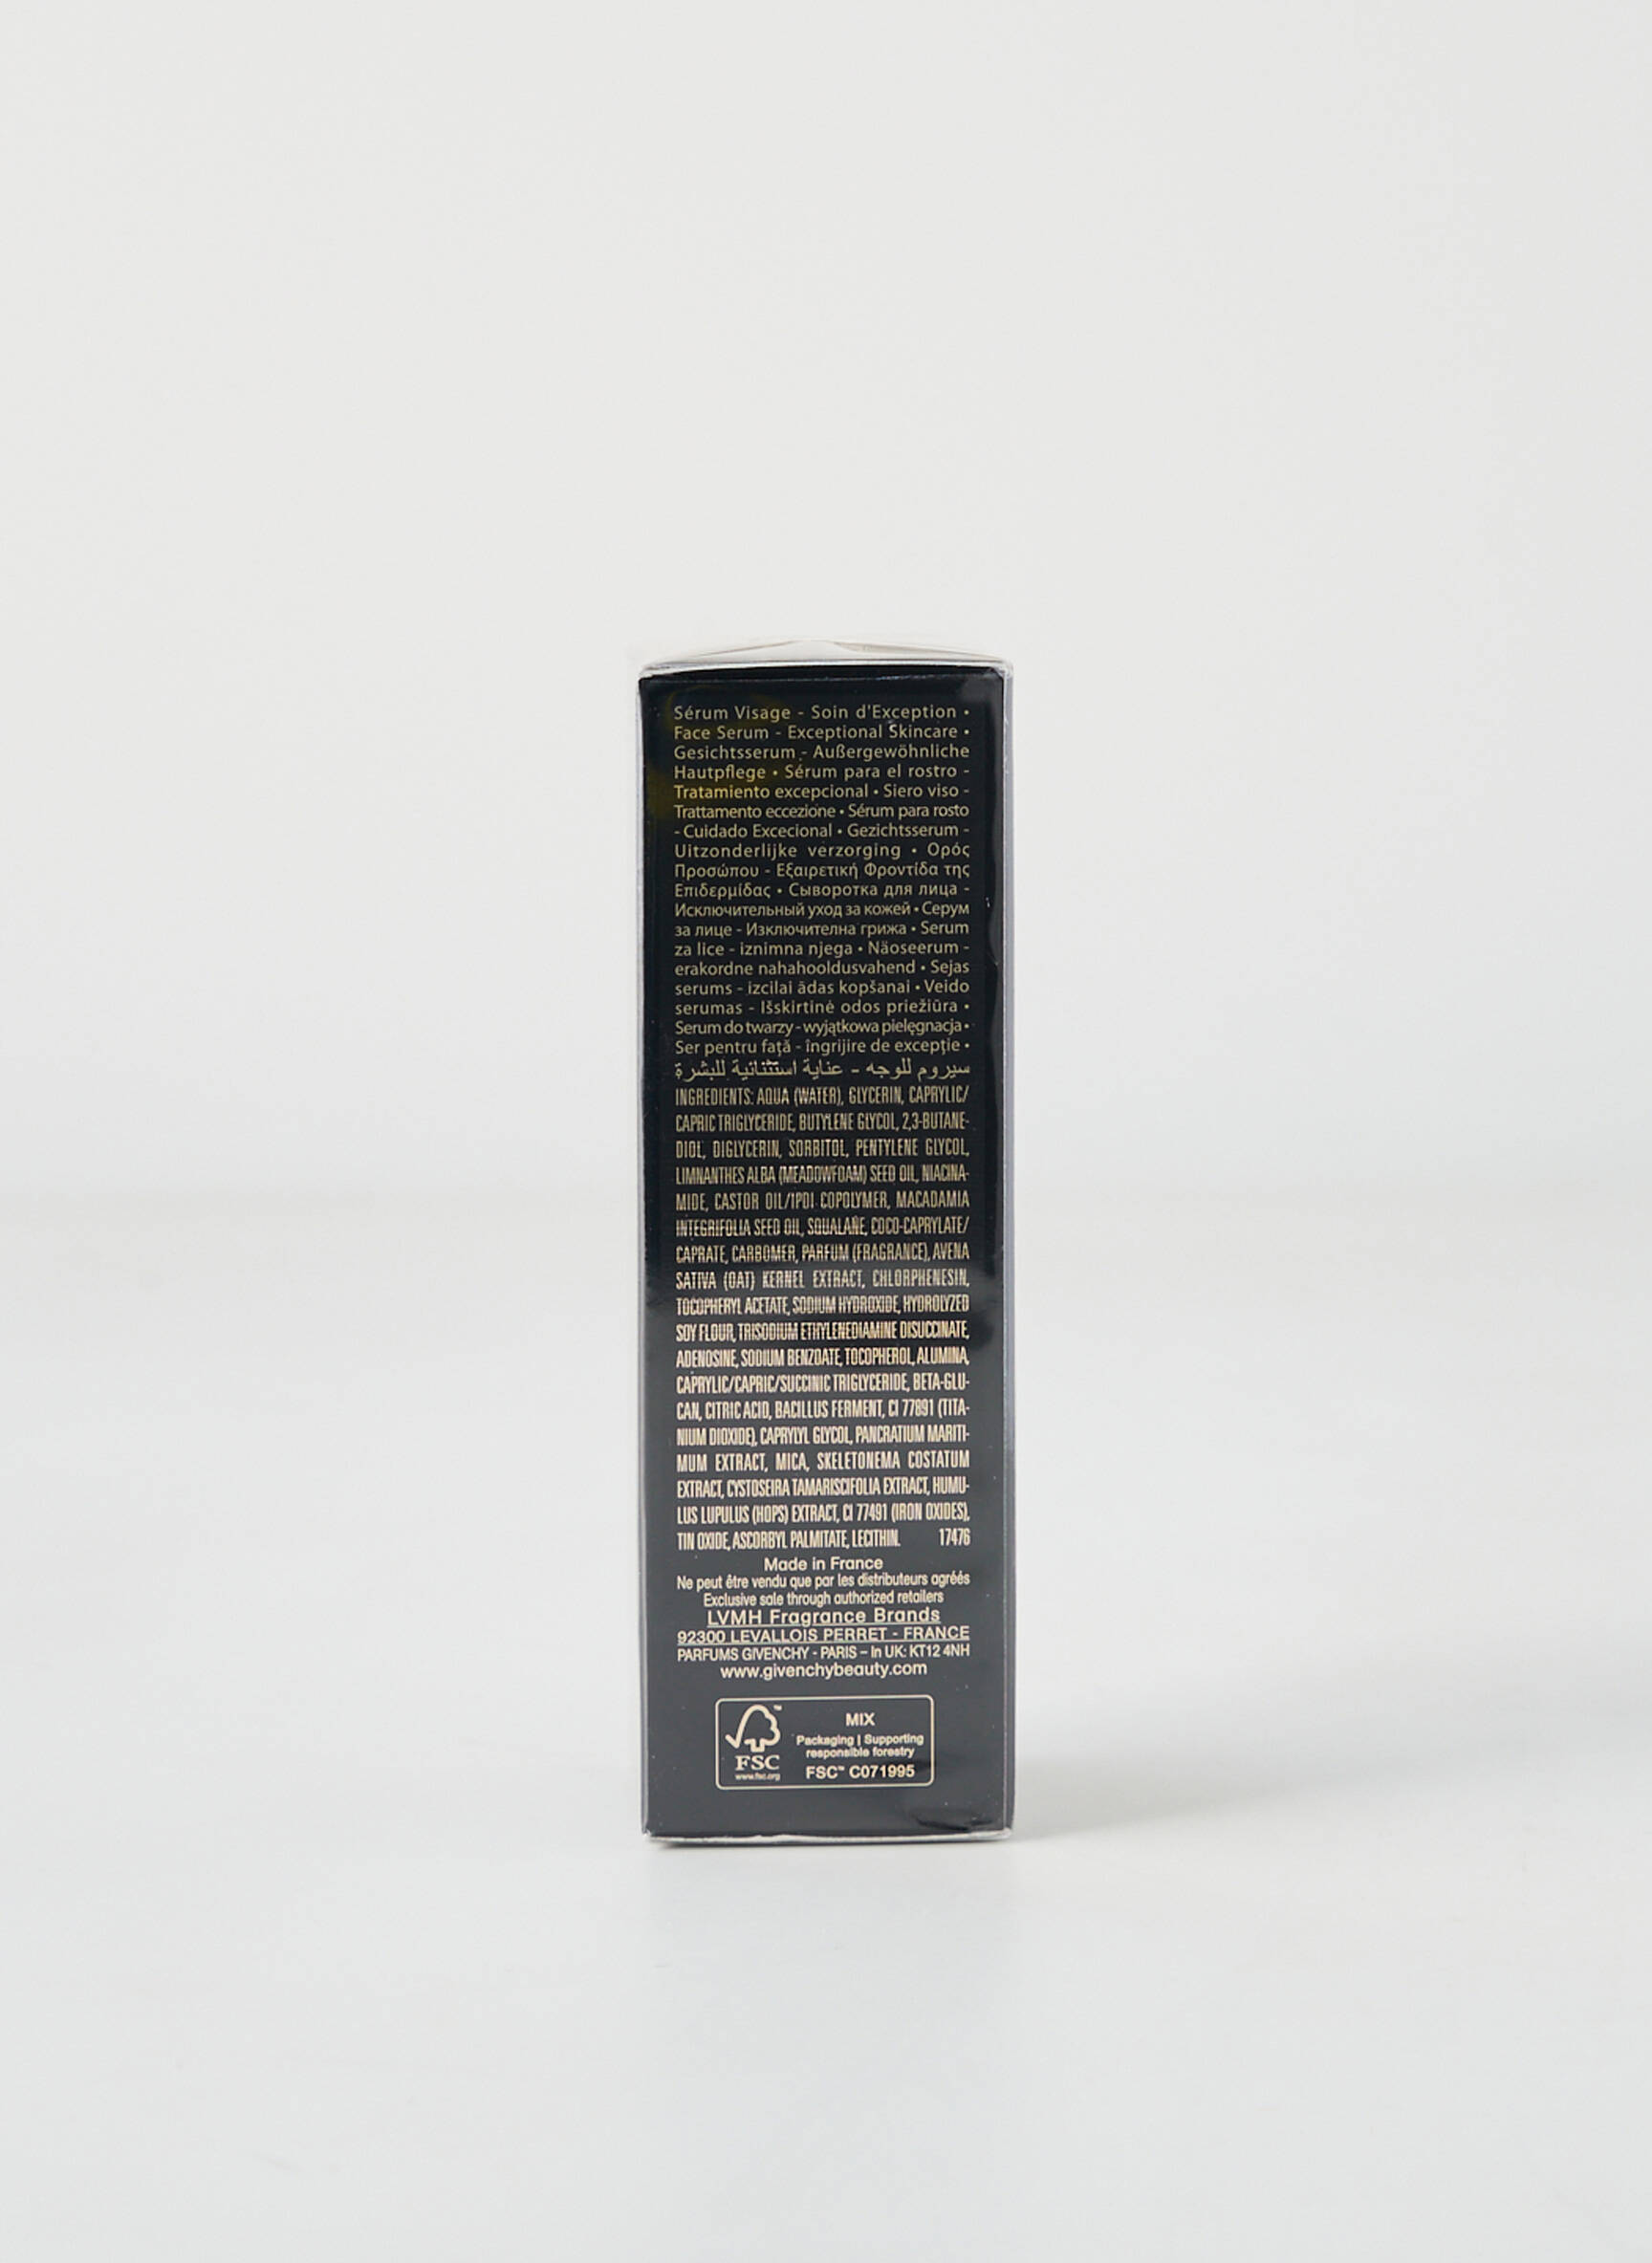 Sérum Visage - Soin d'Exception •
Face Serum - Exceptional Skincare •
Gesichtsserum - Außergewöhnliche
Hautpflege • Sérum para el rostro -
Tratamiento excepcional • Siero viso -
Trattamento eccezione • Sérum para rosto
- Cuidado Excecional • Gezichtsserum -
Uitzonderlijke verzorging • Ορός
Προσώπου - Εξαιρετική Φροντίδα της
Επιδερμίδας • Сыворотка для лица -
Исключительный уход за кожей • Серум
за лице - Изключителна грижа • Serum
za lice - iznimna njega • Näoseerum -
erakordne nahahooldusvahend • Sejas
serums - izcilai ādas kopšanai • Veido
serumas - Išskirtinė odos priežiūra •
Serum do twarzy - wyjątkowa pielęgnacja •
Ser pentru față - îngrijire de excepție •
سيروم للوجه - عناية استثنائية للبشرة
INGREDIENTS: AQUA (WATER), GLYCERIN, CAPRYLIC/
CAPRIC TRIGLYCERIDE, BUTYLENE GLYCOL, 2,3-BUTANE-
DIOL, DIGLYCERIN, SORBITOL, PENTYLENE GLYCOL,
LIMNANTHES ALBA (MEADOWFOAM) SEED OIL, NIACINA-
MIDE, CASTOR OIL/IPDI COPOLYMER, MACADAMIA
INTEGRIFOLIA SEED OIL, SQUALANE, COCO-CAPRYLATE/
CAPRATE, CARBOMER, PARFUM (FRAGRANCE), AVENA
SATIVA (OAT) KERNEL EXTRACT, CHLORPHENESIN,
TOCOPHERYL ACETATE, SODIUM HYDROXIDE, HYDROLYZED
SOY FLOUR, TRISODIUM ETHYLENEDIAMINE DISUCCINATE,
ADENOSINE, SODIUM BENZOATE, TOCOPHEROL, ALUMINA,
CAPRYLIC/CAPRIC/SUCCINIC TRIGLYCERIDE, BETA-GLU-
CAN, CITRIC ACID, BACILLUS FERMENT, CI 77891 (TITA-
NIUM DIOXIDE), CAPRYLYL GLYCOL, PANCRATIUM MARITI-
MUM EXTRACT, MICA, SKELETONEMA COSTATUM
EXTRACT, CYSTOSEIRA TAMARISCIFOLIA EXTRACT, HUMU-
LUS LUPULUS (HOPS) EXTRACT, CI 77491 (IRON OXIDES),
TIN OXIDE, ASCORBYL PALMITATE, LECITHIN. 17476
Made in France
Ne peut être vendu que par les distributeurs agréés
Exclusive sale through authorized retailers
LVMH Fragrance Brands
92300 LEVALLOIS PERRET - FRANCE
PARFUMS GIVENCHY - PARIS – In UK: KT12 4NH
www.givenchybeauty.com
MIX
Packaging | Supporting
responsible forestry
FSC™ C071995
FSC
www.fsc.org